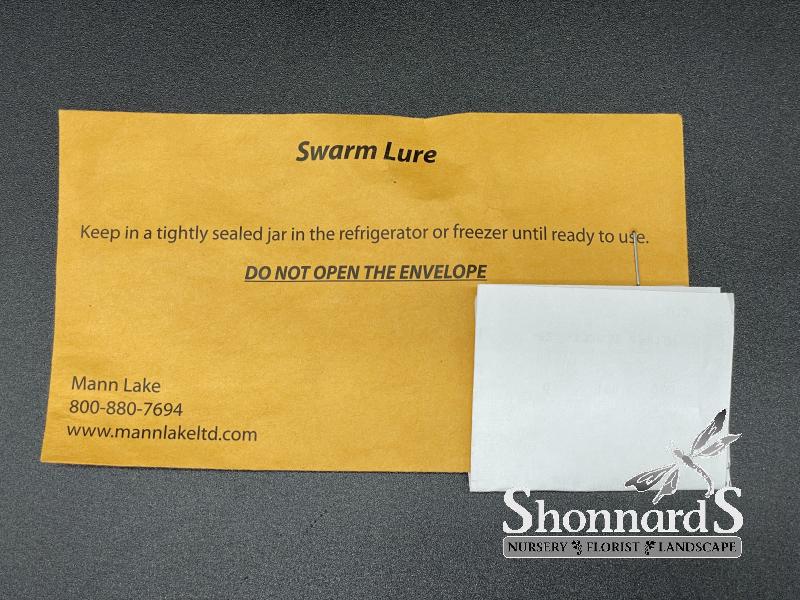 Swarm Lure
Keep in a tightly sealed jar in the refrigerator or freezer until ready to use.
DO NOT OPEN THE ENVELOPE
Mann Lake
800-880-7694
www.mannlakeltd.com
ShonnardS
NURSERY FLORIST LANDSCAPE